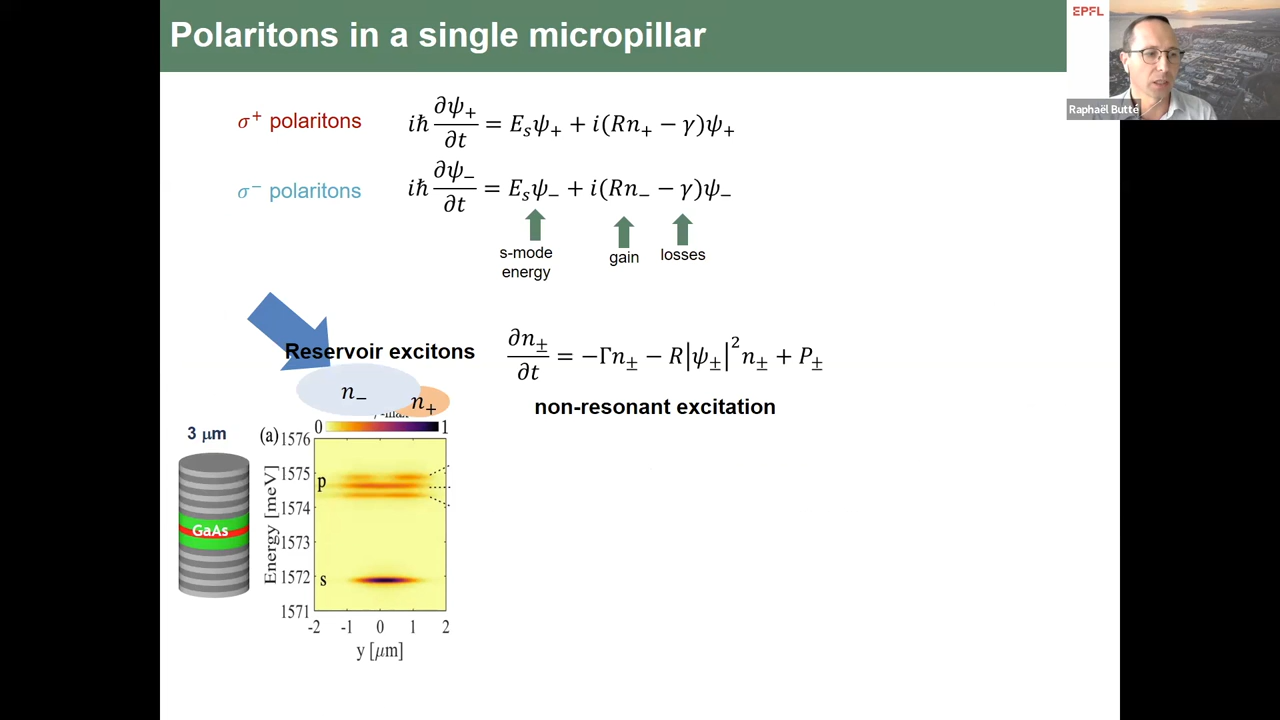 Polaritons in a single micropillar
EPFL
Raphaël Butté
σ⁺ polaritons
iℏ ∂ψ₊/∂t = Eₛψ₊ + i(Rn₊ − γ)ψ₊
σ⁻ polaritons
iℏ ∂ψ₋/∂t = Eₛψ₋ + i(Rn₋ − γ)ψ₋
s-mode energy
gain
losses
Reservoir excitons
∂n±/∂t = −Γn± − R|ψ±|²n± + P±
n₋
n₊
non-resonant excitation
0 1
3 μm
(a)
1576
1575
1574
1573
1572
1571
Energy [meV]
p
s
GaAs
-2 -1 0 1 2
y [μm]